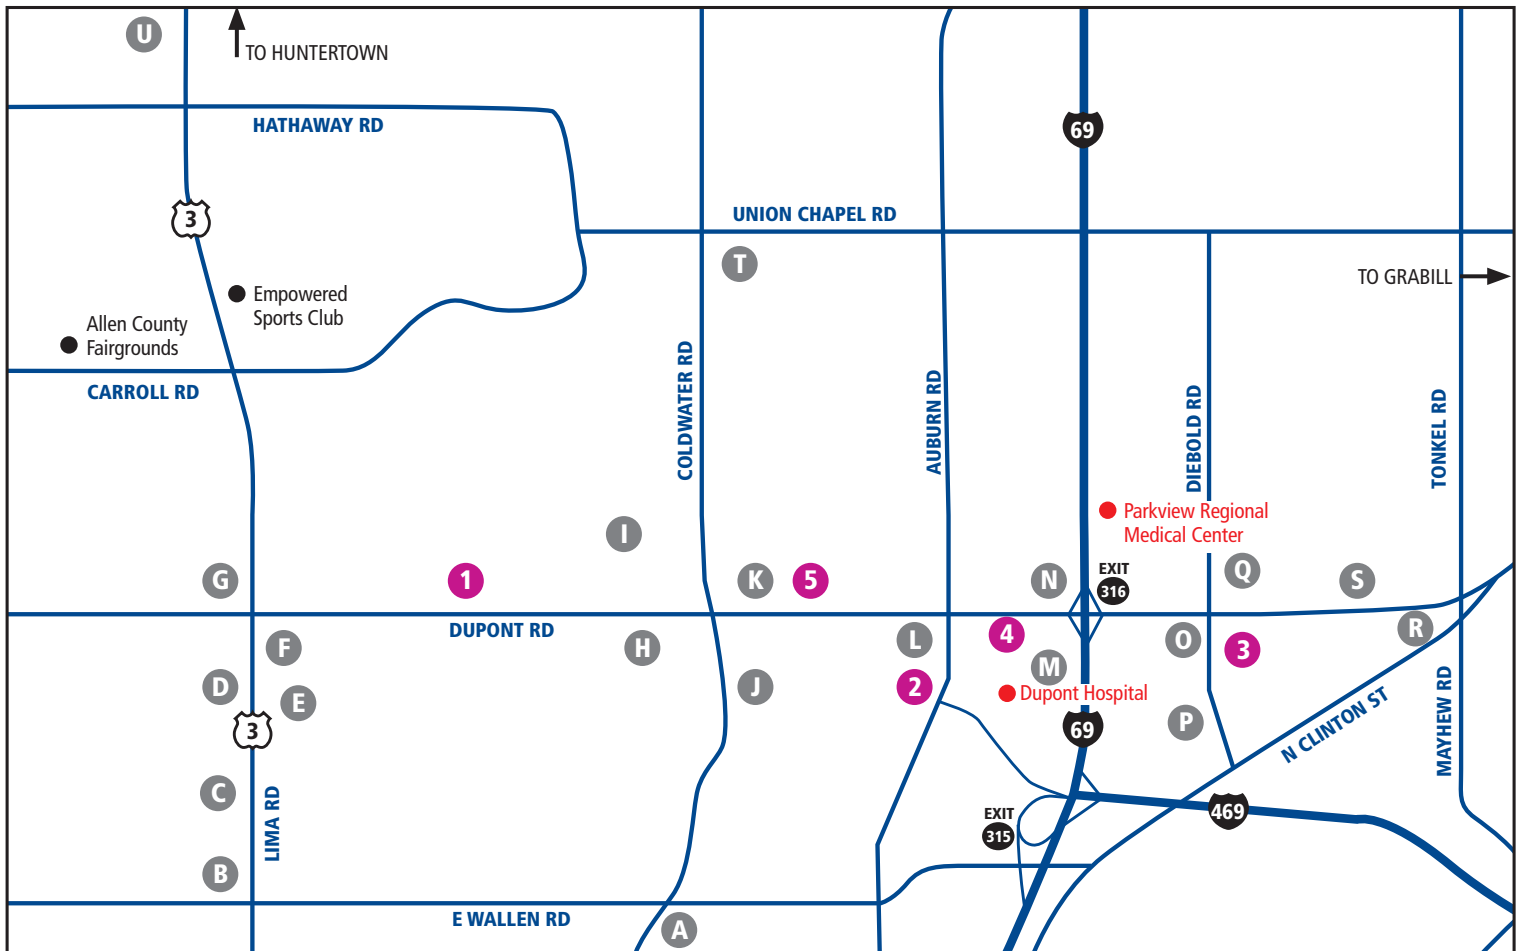 U
TO HUNTERTOWN
HATHAWAY RD
69
3
UNION CHAPEL RD
T
TO GRABILL
Empowered
Sports Club
Allen County
Fairgrounds
CARROLL RD
COLDWATER RD
AUBURN RD
DIEBOLD RD
TONKEL RD
Parkview Regional
Medical Center
I
G
1
K
5
N
EXIT
316
Q
S
DUPONT RD
F
H
L
4
O
3
R
D
E
J
2
M
Dupont Hospital
3
69
P
N CLINTON ST
MAYHEW RD
C
LIMA RD
EXIT
315
469
B
E WALLEN RD
A